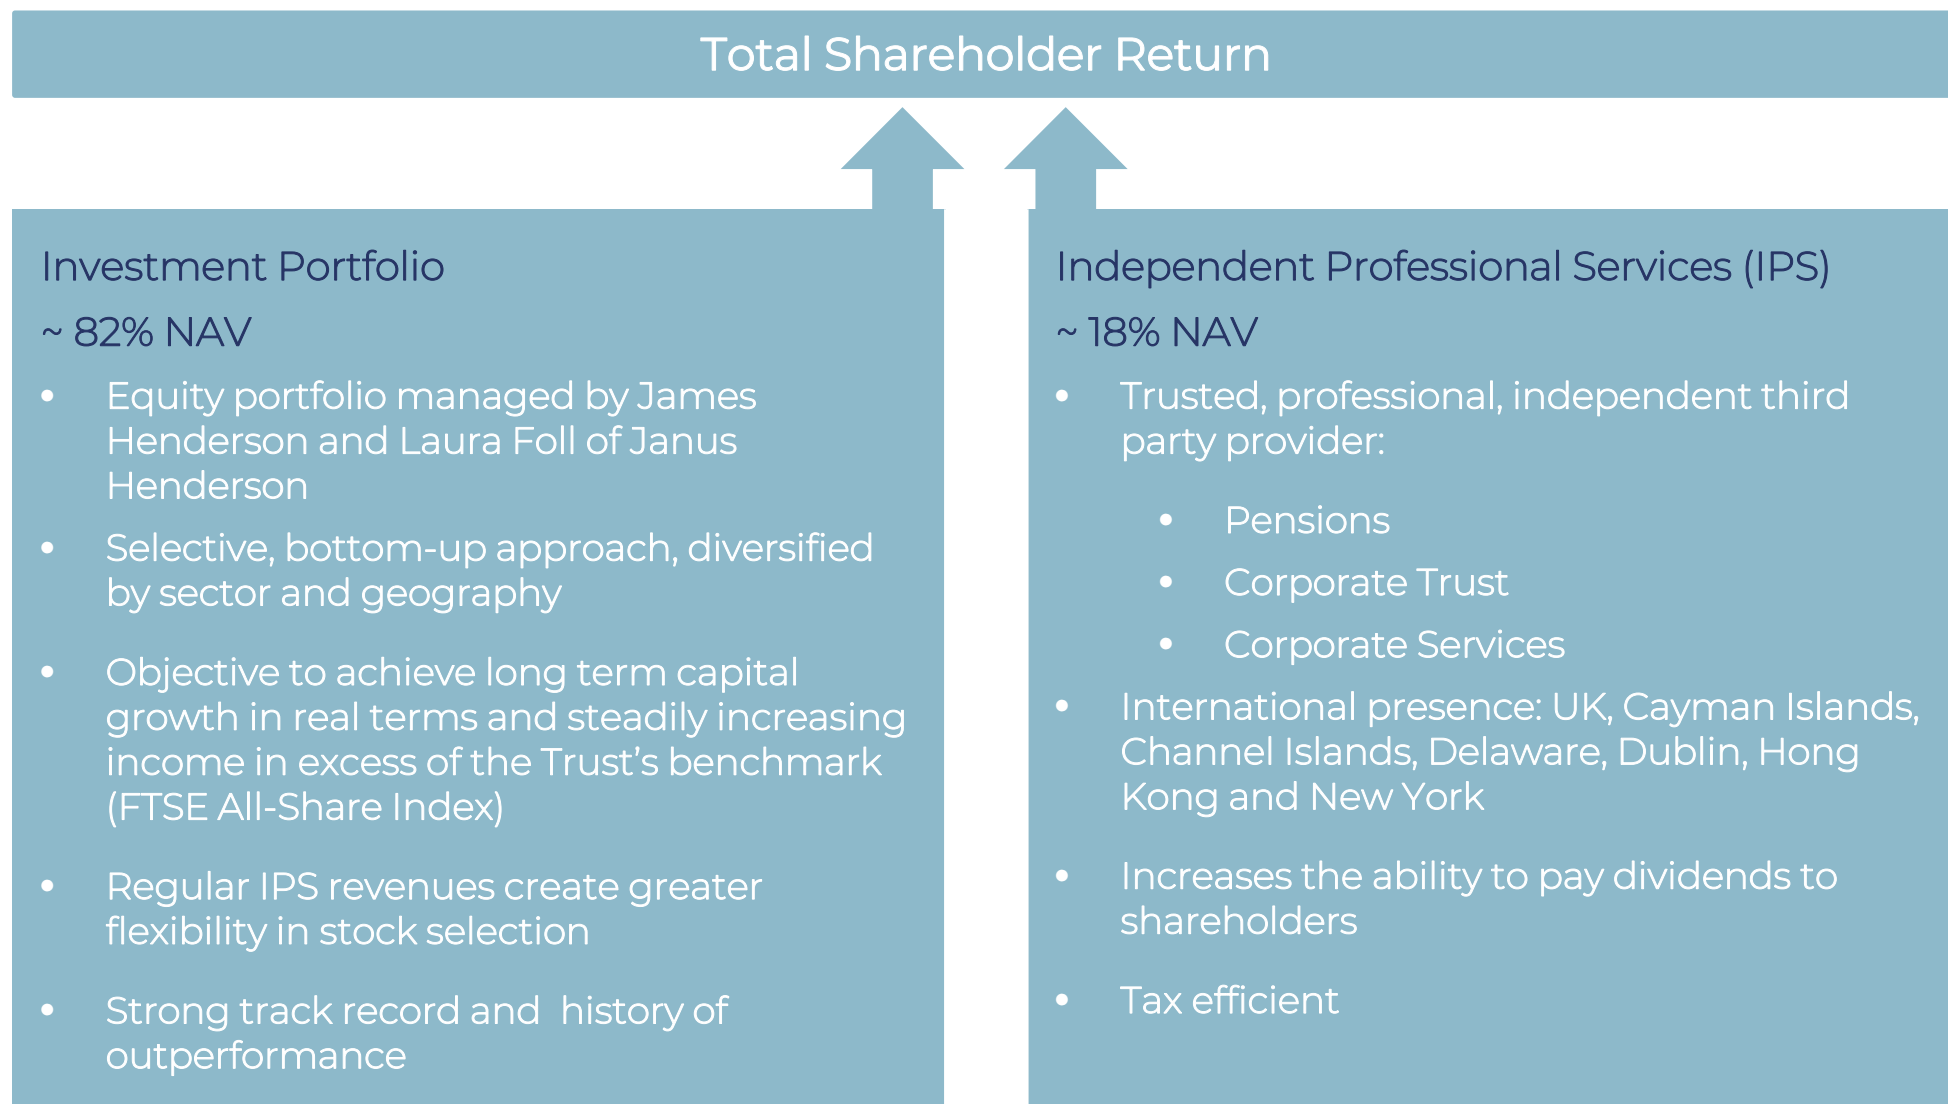 Total Shareholder Return
Investment Portfolio
~ 82% NAV
• Equity portfolio managed by James
Henderson and Laura Foll of Janus
Henderson
• Selective, bottom-up approach, diversified
by sector and geography
• Objective to achieve long term capital
growth in real terms and steadily increasing
income in excess of the Trust’s benchmark
(FTSE All-Share Index)
• Regular IPS revenues create greater
flexibility in stock selection
• Strong track record and  history of
outperformance
Independent Professional Services (IPS)
~ 18% NAV
• Trusted, professional, independent third
party provider:
• Pensions
• Corporate Trust
• Corporate Services
• International presence: UK, Cayman Islands,
Channel Islands, Delaware, Dublin, Hong
Kong and New York
• Increases the ability to pay dividends to
shareholders
• Tax efficient